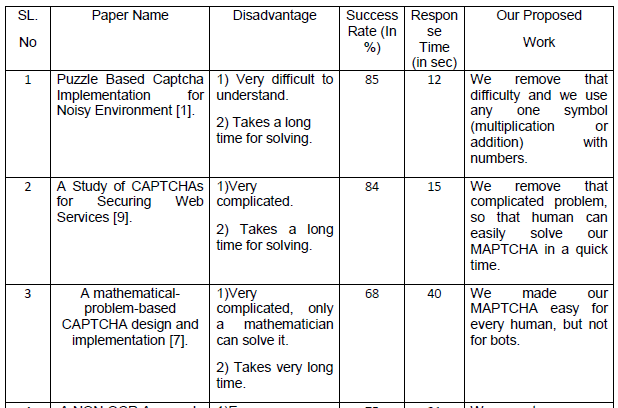 SL. No
Paper Name
Disadvantage
Success Rate (In %)
Respon se Time (in sec)
Our Proposed Work
1
Puzzle Based Captcha
Implementation for
Noisy Environment [1].
1) Very difficult to
understand.
2) Takes a long
time for solving.
85
12
We remove that
difficulty and we use
any one symbol
(multiplication or
addition) with
numbers.
2
A Study of CAPTCHAs
for Securing Web
Services [9].
1)Very
complicated.
2) Takes a long
time for solving.
84
15
We remove that
complicated problem,
so that human can
easily solve our
MAPTCHA in a quick
time.
3
A mathematical-
problem-based
CAPTCHA design and
implementation [7].
1)Very
complicated, only
a mathematician
can solve it.
2) Takes very long
time.
68
40
We made our
MAPTCHA easy for
every human, but not
for bots.